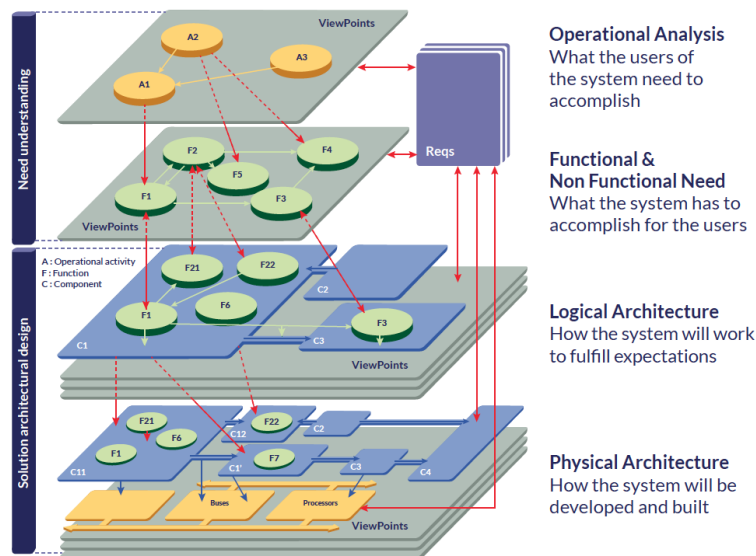 Need understanding
ViewPoints
A2
A3
A1
Reqs
F2
F4
F5
F1
F3
ViewPoints
Operational Analysis
What the users of
the system need to
accomplish
Functional &
Non Functional Need
What the system has to
accomplish for the users
Solution architectural design
A : Operational activity
F : Function
C : Component
F21
F22
C2
F6
F1
F3
C1
C3
ViewPoints
Logical Architecture
How the system will work
to fulfill expectations
F21
F22
C2
C12
F6
F1
F7
C11
C1'
C3
C4
Buses
Processors
ViewPoints
Physical Architecture
How the system will be
developed and built